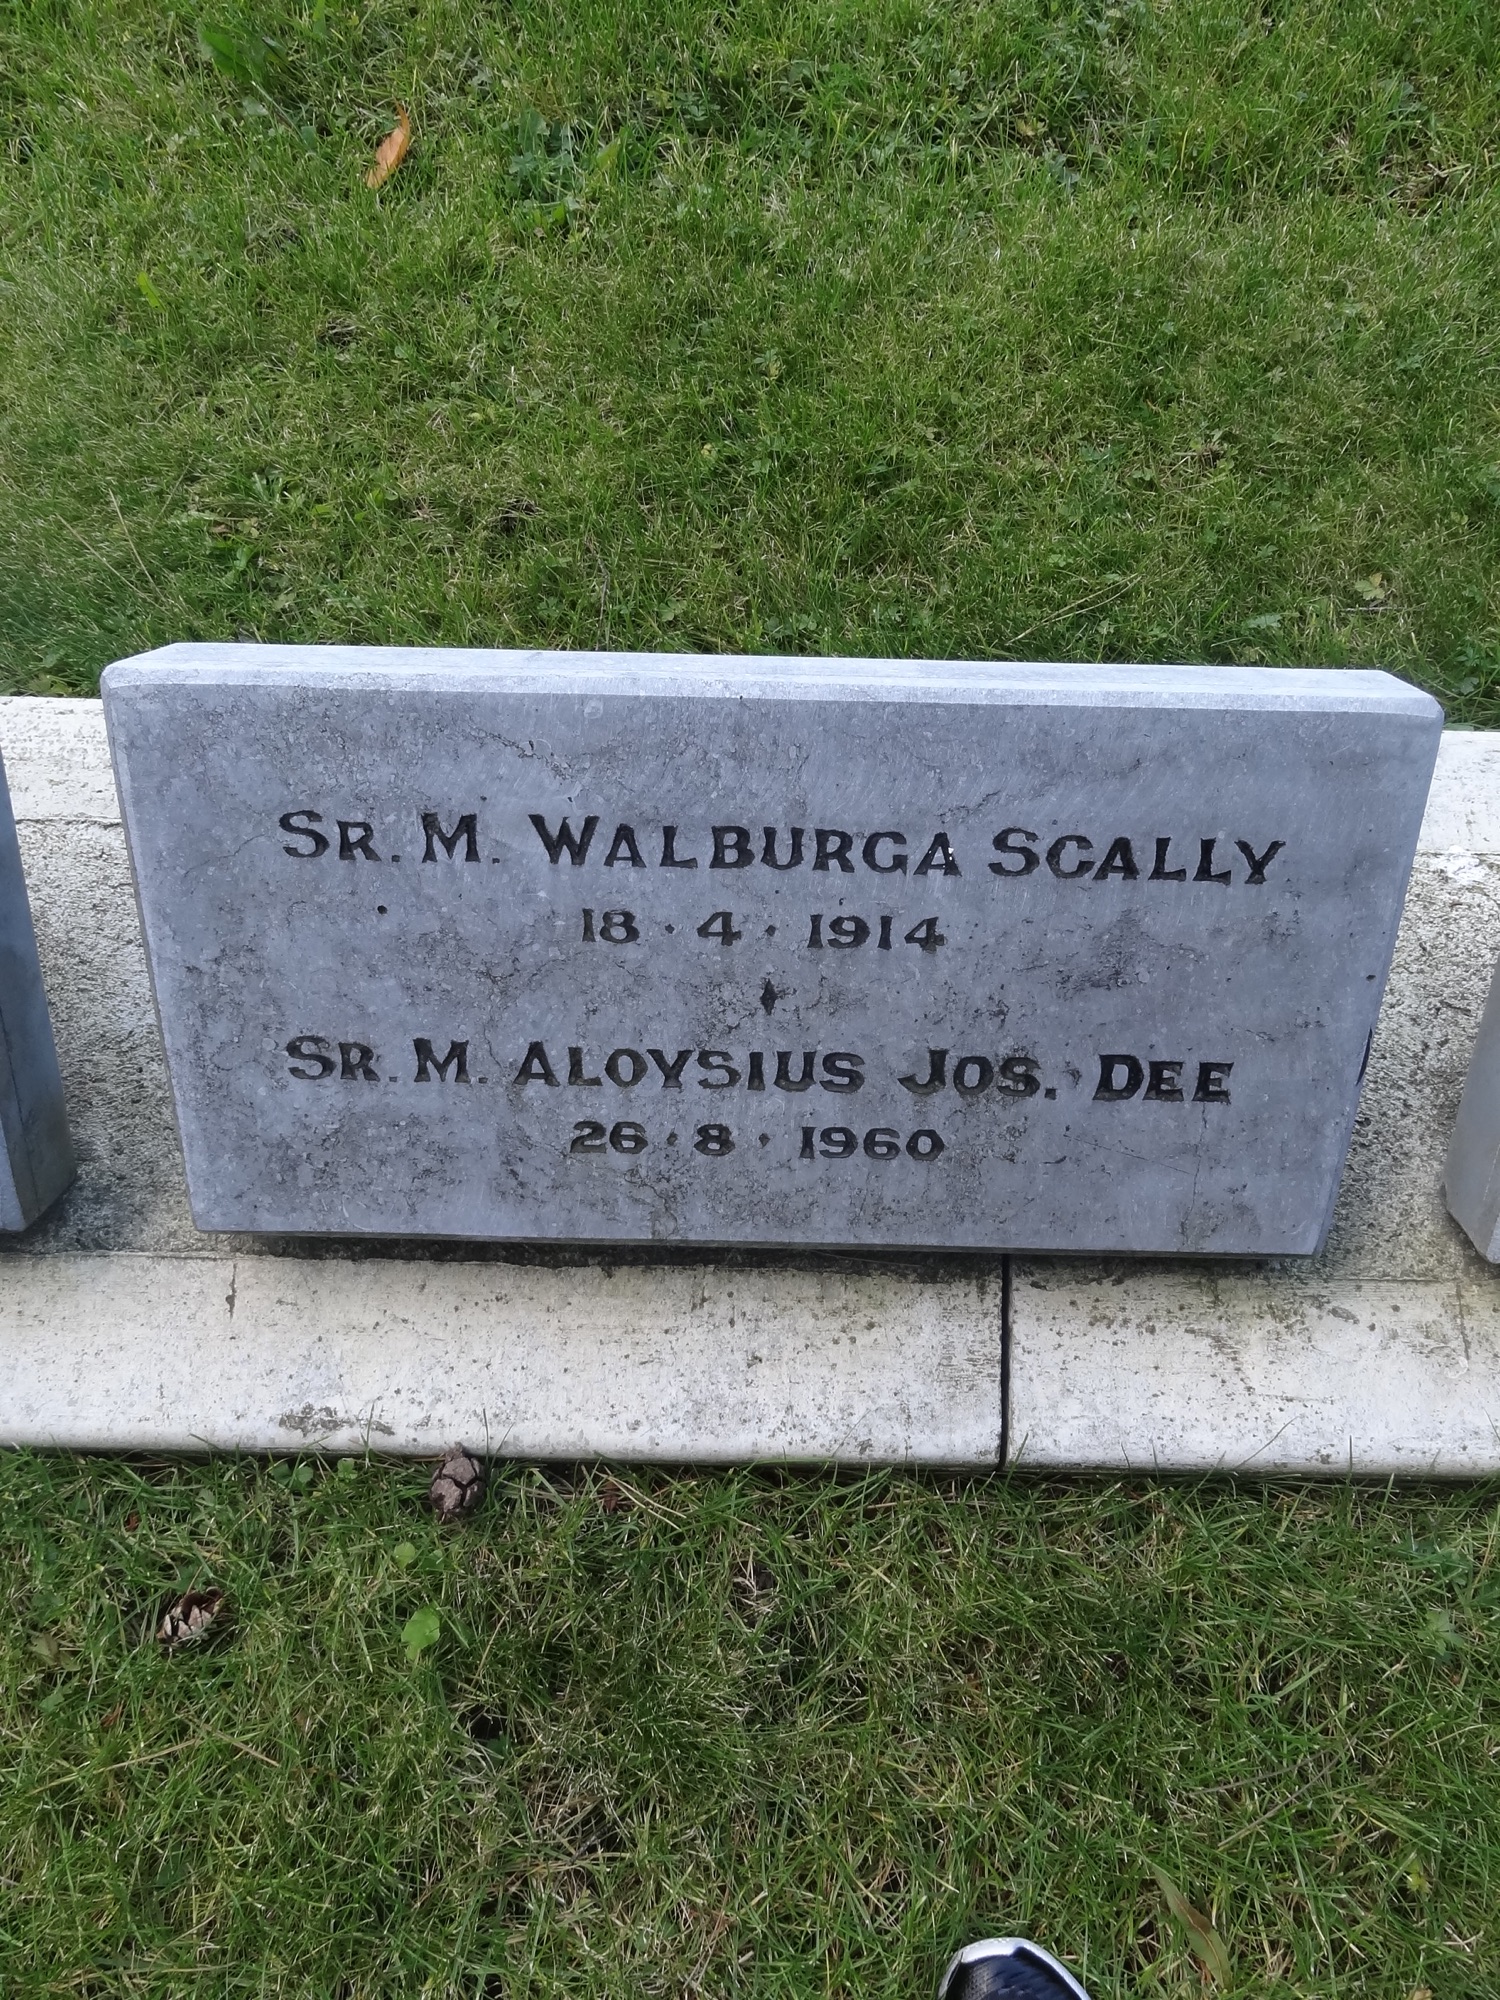 SR. M. WALBURGA SCALLY
18 · 4 · 1914
SR. M. ALOYSIUS JOS. DEE
26 · 8 · 1960